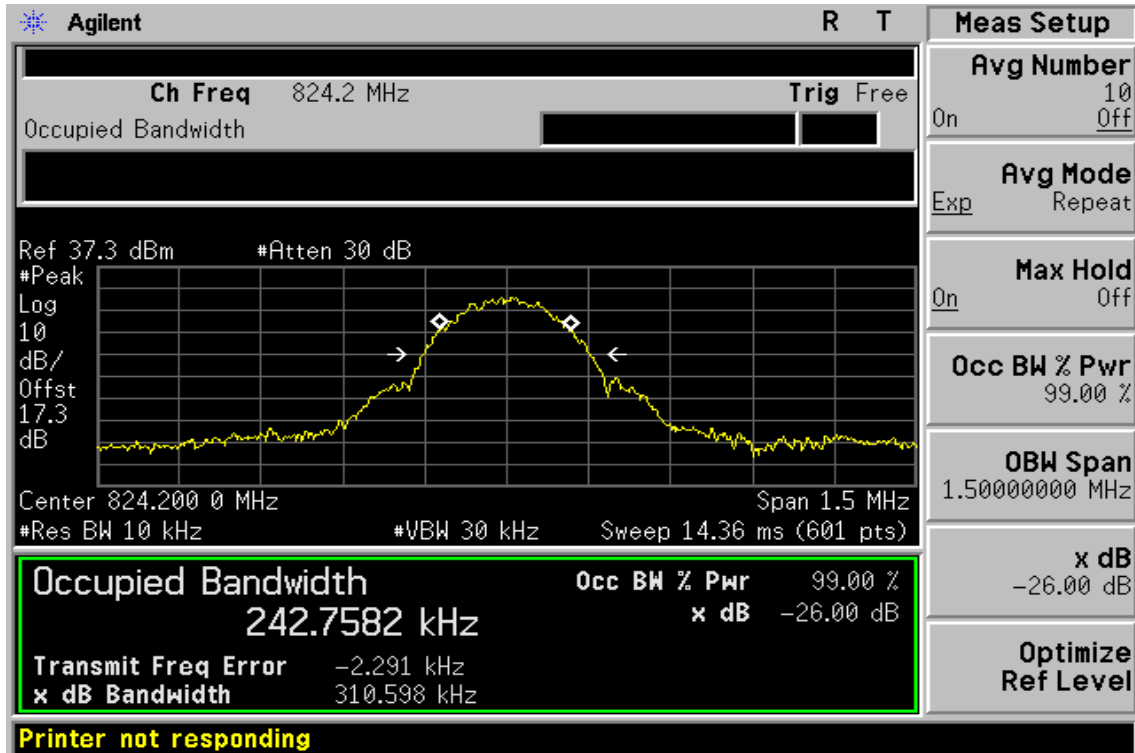 Agilent R T
Ch Freq 824.2 MHz Trig Free
Occupied Bandwidth
Ref 37.3 dBm #Atten 30 dB
#Peak
Log
10
dB/
Offst
17.3
dB
Center 824.200 0 MHz Span 1.5 MHz
#Res BW 10 kHz #VBW 30 kHz Sweep 14.36 ms (601 pts)
Occupied Bandwidth
242.7582 kHz
Occ BW % Pwr 99.00 %
x dB -26.00 dB
Transmit Freq Error -2.291 kHz
x dB Bandwidth 310.598 kHz
Printer not responding
Meas Setup
Avg Number
10
On Off
Avg Mode
Exp Repeat
Max Hold
On Off
Occ BW % Pwr
99.00 %
OBW Span
1.50000000 MHz
x dB
-26.00 dB
Optimize
Ref Level